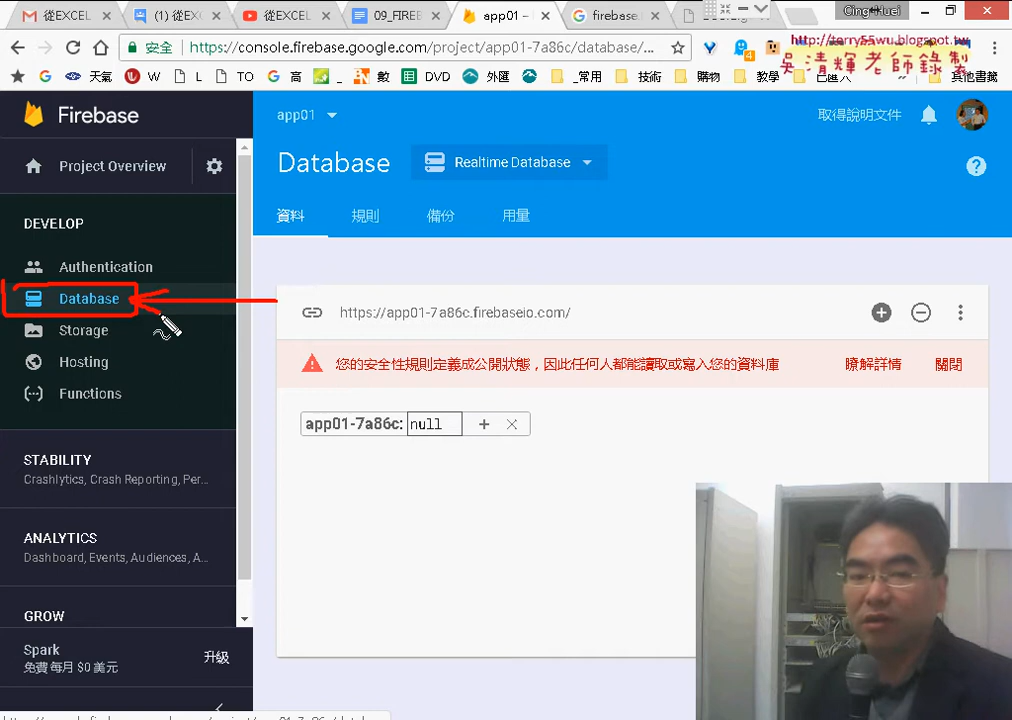 從EXCEL
(1) 從EX
從EXCEL
09_FIREB
app01 –
firebase
Cing-Huei
安全
https://console.firebase.google.com/project/app01-7a86c/database/...
http://terry55wu.blogspot.tw
吳清輝老師錄製
天氣
W
L
TO
高
數
DVD
外匯
_常用
技術
購物
教學
其他書籤
Firebase
app01
取得說明文件
Project Overview
Database
Realtime Database
資料
規則
備份
用量
DEVELOP
Authentication
Database
Storage
Hosting
Functions
https://app01-7a86c.firebaseio.com/
您的安全性規則定義成公開狀態，因此任何人都能讀取或寫入您的資料庫
瞭解詳情
關閉
app01-7a86c: null
STABILITY
Crashlytics, Crash Reporting, Per...
ANALYTICS
Dashboard, Events, Audiences, A...
GROW
Spark
免費 每月 $0 美元
升級